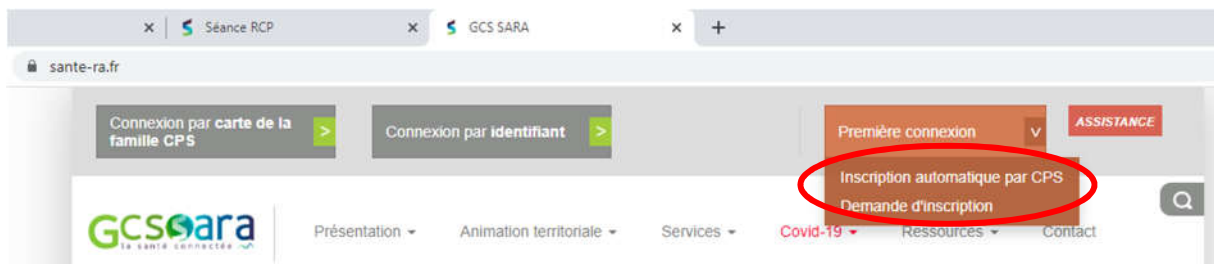 Séance RCP
GCS SARA
sante-ra.fr
Connexion par carte de la
famille CPS
>
Connexion par identifiant
>
Première connexion
v
ASSISTANCE
Inscription automatique par CPS
Demande d'inscription
GCSsara
la santé connectée
Présentation
Animation territoriale
Services
Covid-19
Ressources
Contact